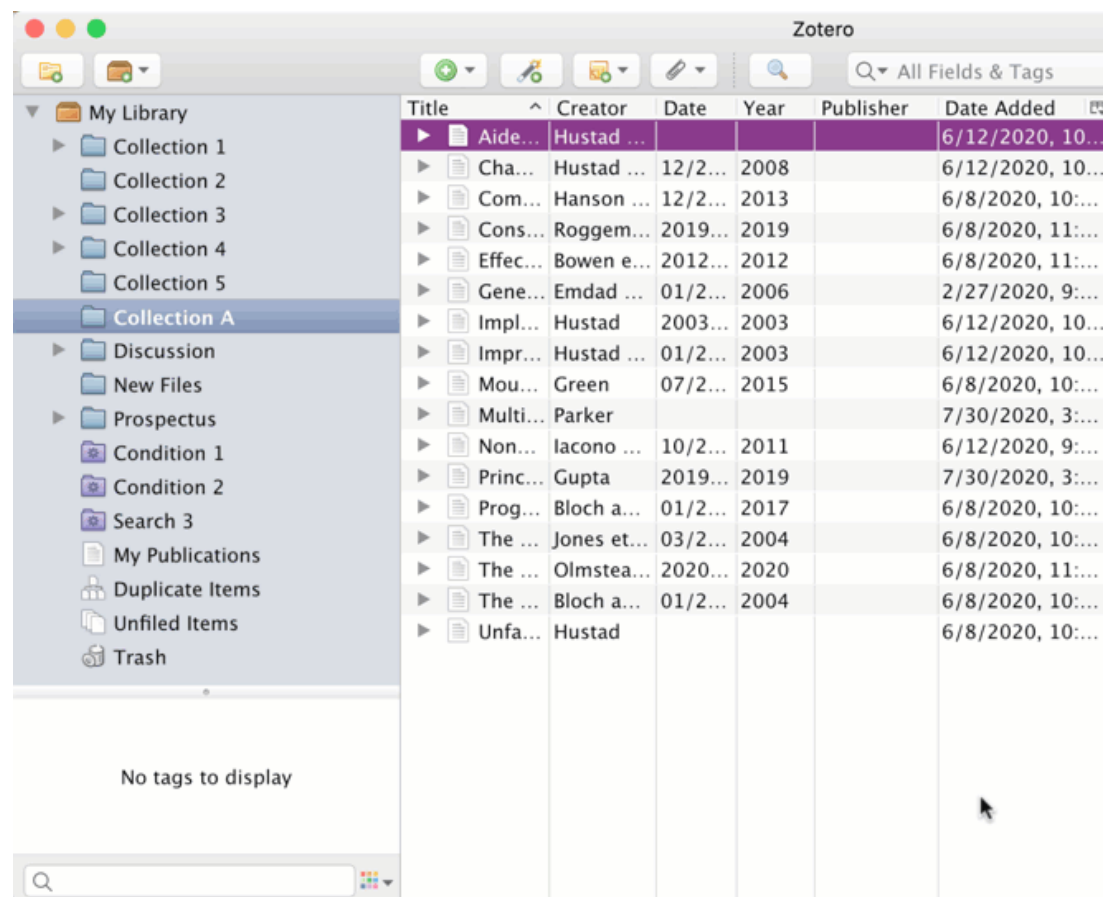 Zotero
All Fields & Tags
My Library
Collection 1
Collection 2
Collection 3
Collection 4
Collection 5
Collection A
Discussion
New Files
Prospectus
Condition 1
Condition 2
Search 3
My Publications
Duplicate Items
Unfiled Items
Trash
No tags to display
Title Creator Date Year Publisher Date Added
Aide... Hustad ... 6/12/2020, 10...
Cha... Hustad ... 12/2... 2008 6/12/2020, 10...
Com... Hanson ... 12/2... 2013 6/8/2020, 10:...
Cons... Roggem... 2019... 2019 6/8/2020, 11:...
Effec... Bowen e... 2012... 2012 6/8/2020, 11:...
Gene... Emdad ... 01/2... 2006 2/27/2020, 9:...
Impl... Hustad 2003... 2003 6/12/2020, 10...
Impr... Hustad ... 01/2... 2003 6/12/2020, 10...
Mou... Green 07/2... 2015 6/8/2020, 10:...
Multi... Parker 7/30/2020, 3:...
Non... Iacono ... 10/2... 2011 6/12/2020, 9:...
Princ... Gupta 2019... 2019 7/30/2020, 3:...
Prog... Bloch a... 01/2... 2017 6/8/2020, 10:...
The ... Jones et... 03/2... 2004 6/8/2020, 10:...
The ... Olmstea... 2020... 2020 6/8/2020, 11:...
The ... Bloch a... 01/2... 2004 6/8/2020, 10:...
Unfa... Hustad 6/8/2020, 10:...